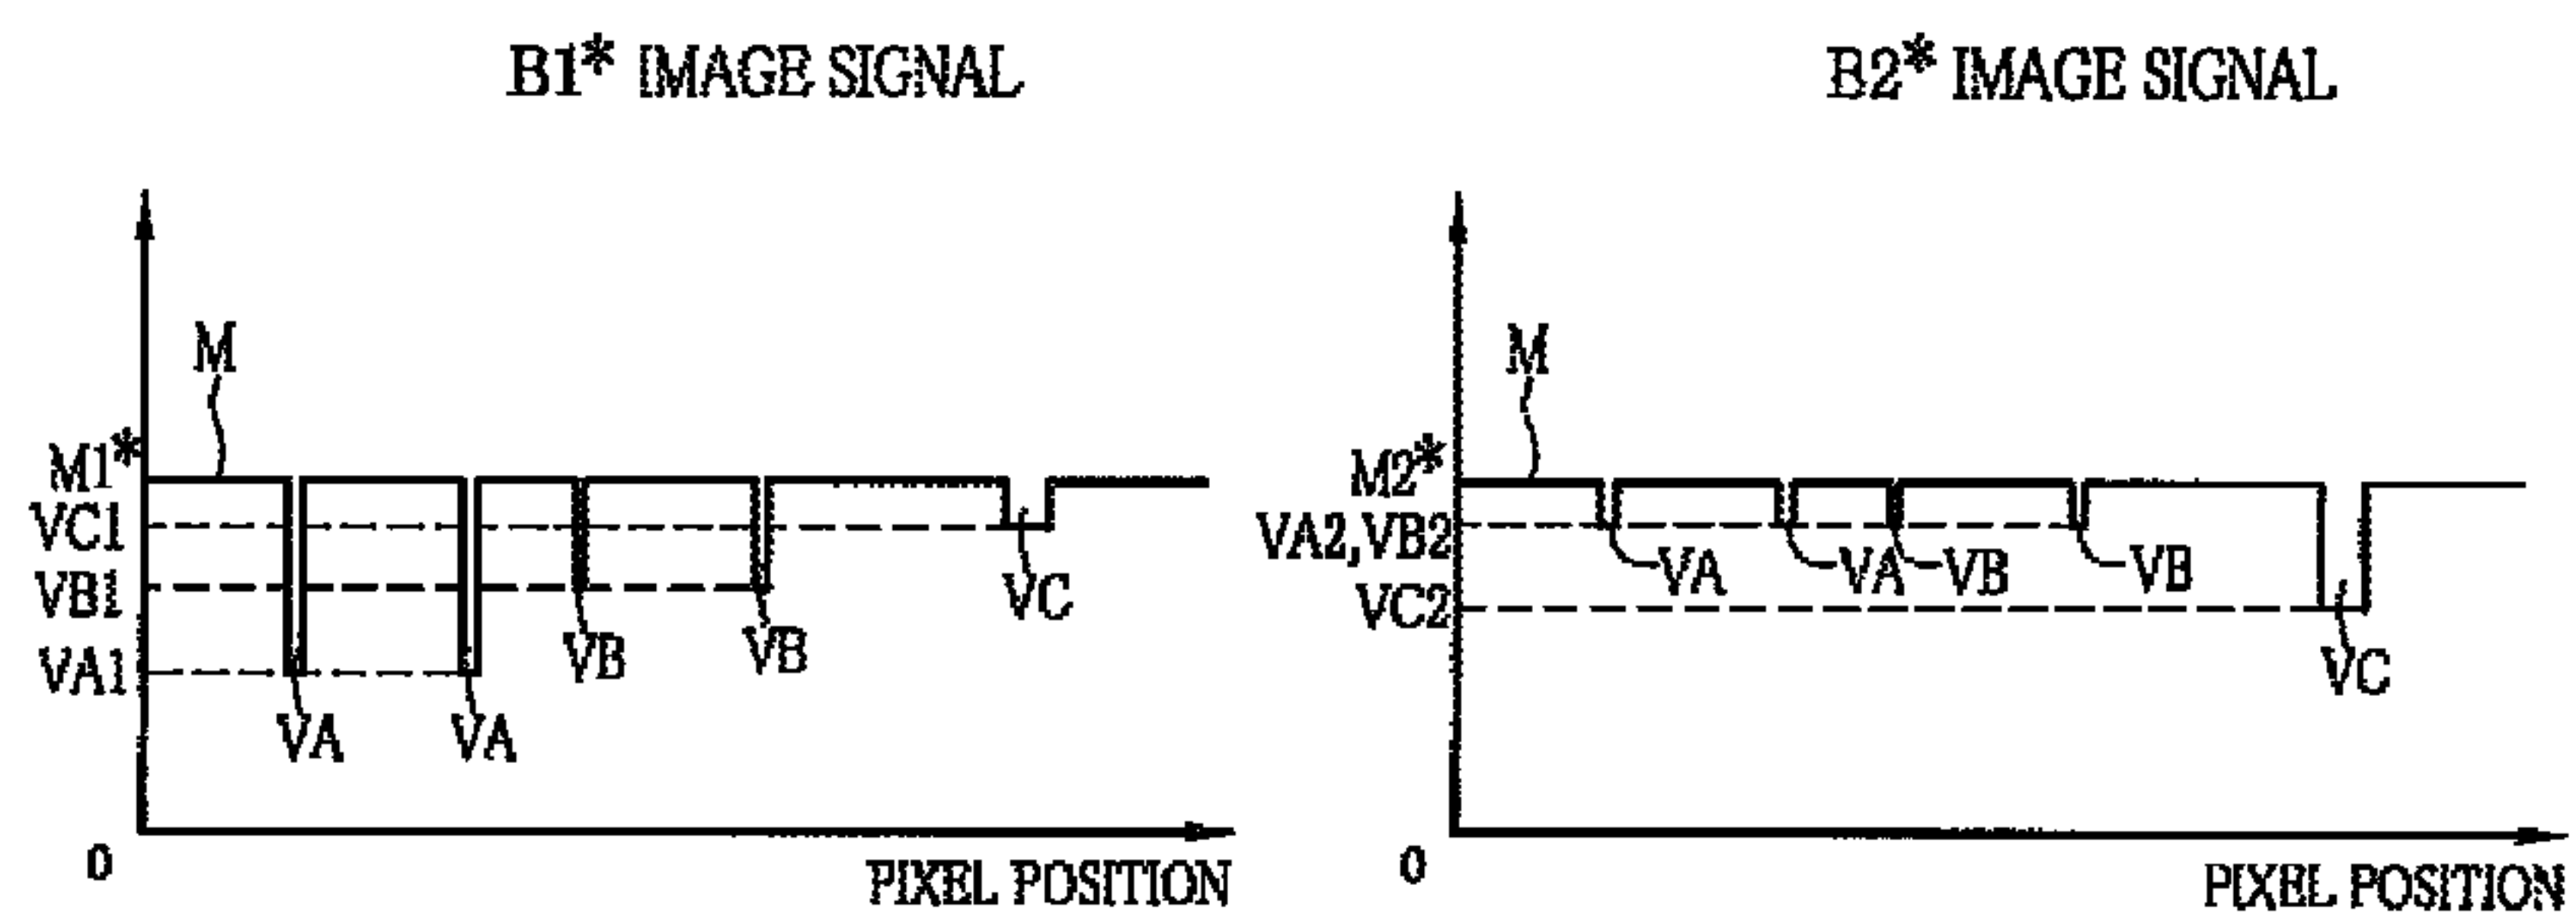 B1* IMAGE SIGNAL
M
M1*
VC1
VB1
VA1
VA
VA
VB
VB
VC
0
PIXEL POSITION
B2* IMAGE SIGNAL
M
M2*
VA2,VB2
VC2
VA
VA
VB
VB
VC
0
PIXEL POSITION